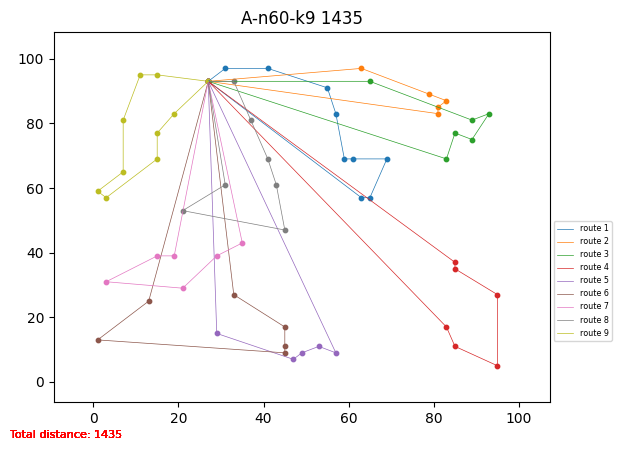 A-n60-k9 1435
100
80
60
40
20
0
0 20 40 60 80 100
route 1
route 2
route 3
route 4
route 5
route 6
route 7
route 8
route 9
Total distance: 1435